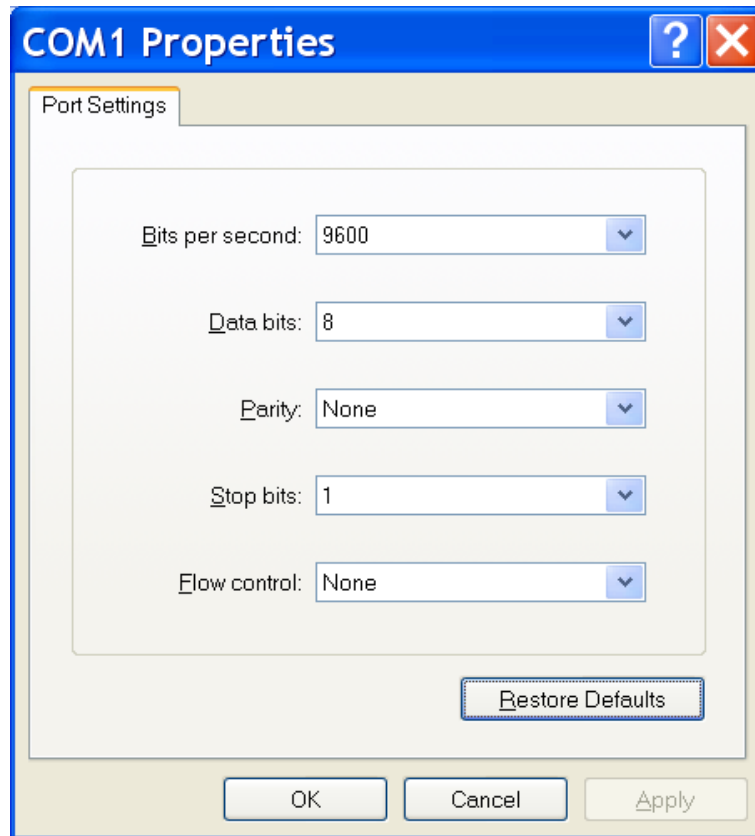 COM1 Properties
?
Port Settings
Bits per second: 9600
Data bits: 8
Parity: None
Stop bits: 1
Flow control: None
Restore Defaults
OK Cancel Apply